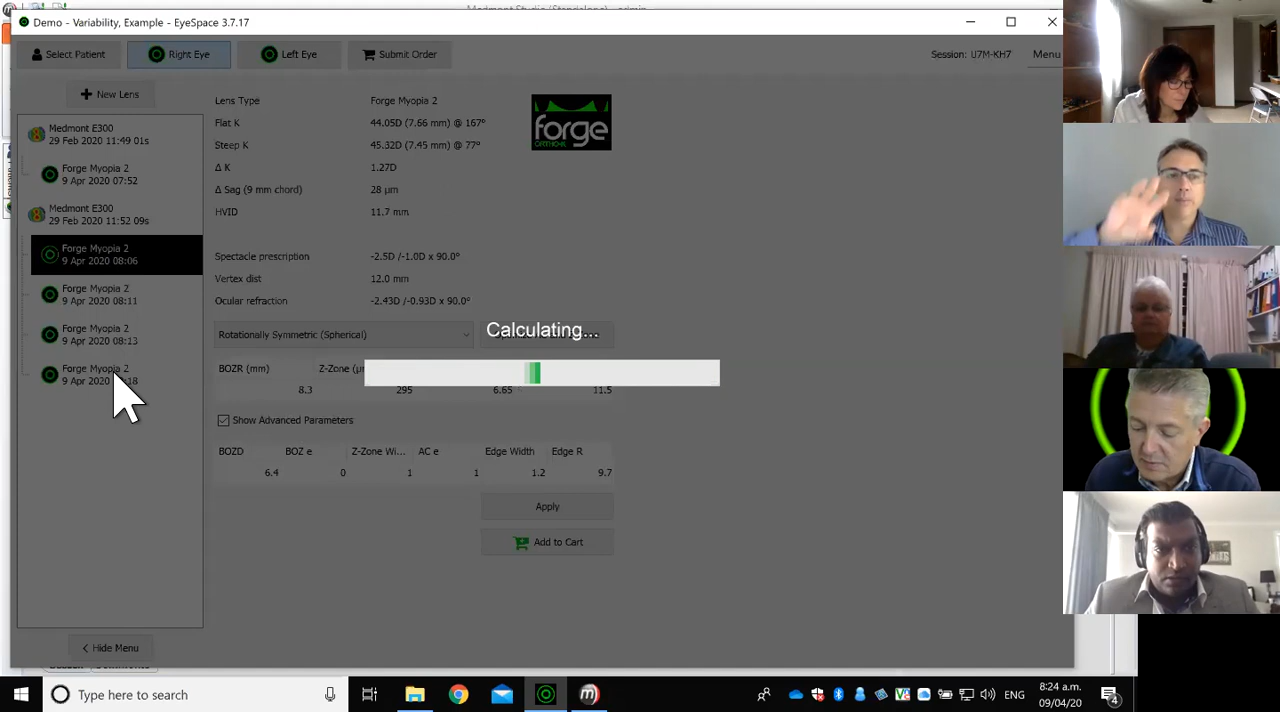 Demo - Variability, Example - EyeSpace 3.7.17
Select Patient
Right Eye
Left Eye
Submit Order
Session: U7M-KH7
Menu
New Lens
Medmont E300
29 Feb 2020 11:49 01s
Forge Myopia 2
9 Apr 2020 07:52
Medmont E300
29 Feb 2020 11:52 09s
Forge Myopia 2
9 Apr 2020 08:06
Forge Myopia 2
9 Apr 2020 08:11
Forge Myopia 2
9 Apr 2020 08:13
Forge Myopia 2
9 Apr 2020
Hide Menu
Lens Type Forge Myopia 2
Flat K 44.05D (7.66 mm) @ 167°
Steep K 45.32D (7.45 mm) @ 77°
Δ K 1.27D
Δ Sag (9 mm chord) 28 µm
HVID 11.7 mm
forge
ORTHO-K
Spectacle prescription -2.5D /-1.0D x 90.0°
Vertex dist 12.0 mm
Ocular refraction -2.43D /-0.93D x 90.0°
Rotationally Symmetric (Spherical)
Calculating...
BOZR (mm) Z-Zone
8.3 295 6.65 11.5
Show Advanced Parameters
BOZD BOZ e Z-Zone Wi... AC e Edge Width Edge R
6.4 0 1 1 1.2 9.7
Apply
Add to Cart
Type here to search
ENG
8:24 a.m.
09/04/20
4